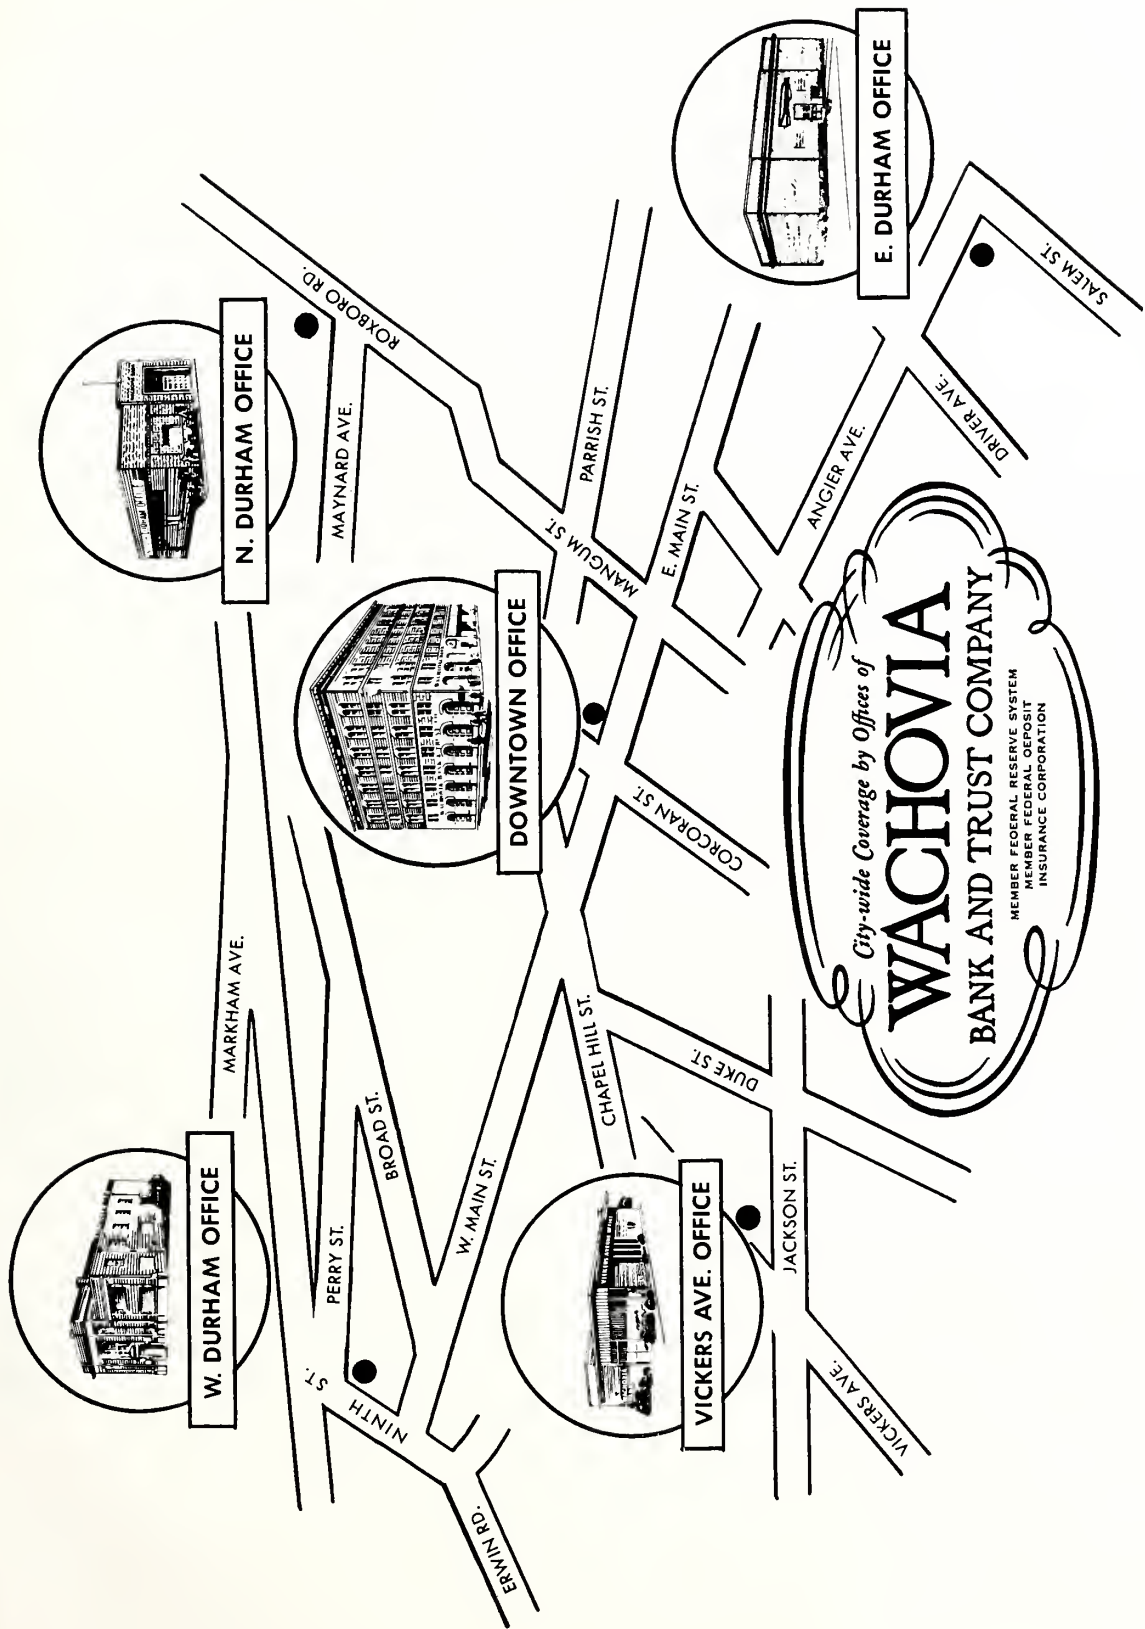 W. DURHAM OFFICE
N. DURHAM OFFICE
MARKHAM AVE.
MAYNARD AVE.
ROXBORO RD.
PERRY ST.
BROAD ST.
NINTH ST.
ERWIN RD.
W. MAIN ST.
DOWNTOWN OFFICE
MANGUM ST.
PARRISH ST.
E. MAIN ST.
E. DURHAM OFFICE
CHAPEL HILL ST.
DUKE ST.
CORCORAN ST.
ANGIER AVE.
DRIVER AVE.
SALEM ST.
VICKERS AVE. OFFICE
JACKSON ST.
VICKERS AVE.
City-wide Coverage by Offices of
WACHOVIA
BANK AND TRUST COMPANY
MEMBER FEDERAL RESERVE SYSTEM
MEMBER FEDERAL DEPOSIT
INSURANCE CORPORATION